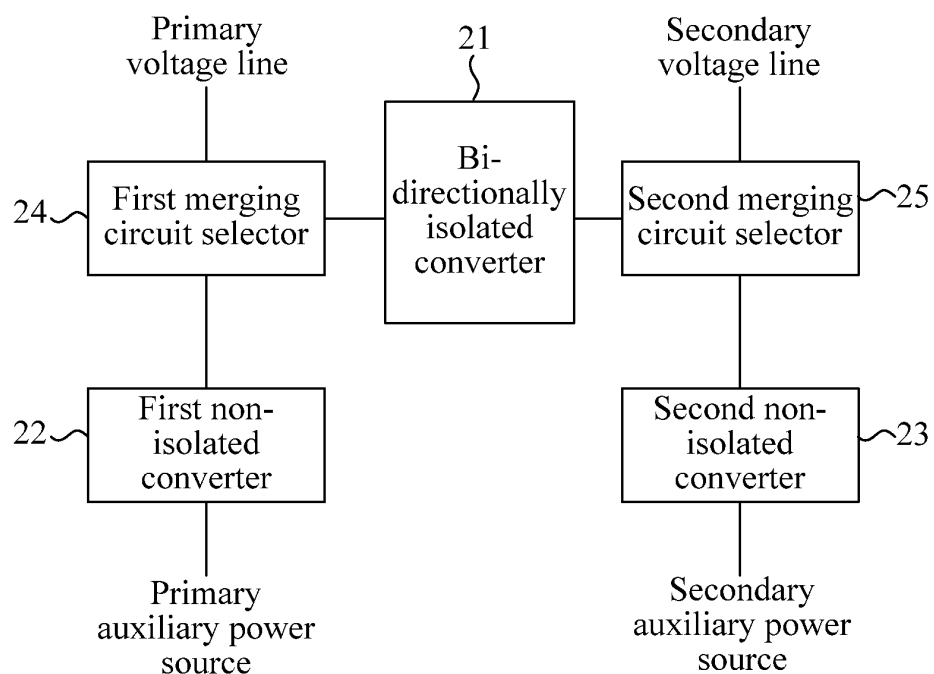 Primary
voltage line
21
Secondary
voltage line
24
First merging
circuit selector
Bi-
directionally
isolated
converter
Second merging
circuit selector
25
22
First non-
isolated
converter
Second non-
isolated
converter
23
Primary
auxiliary power
source
Secondary
auxiliary power
source